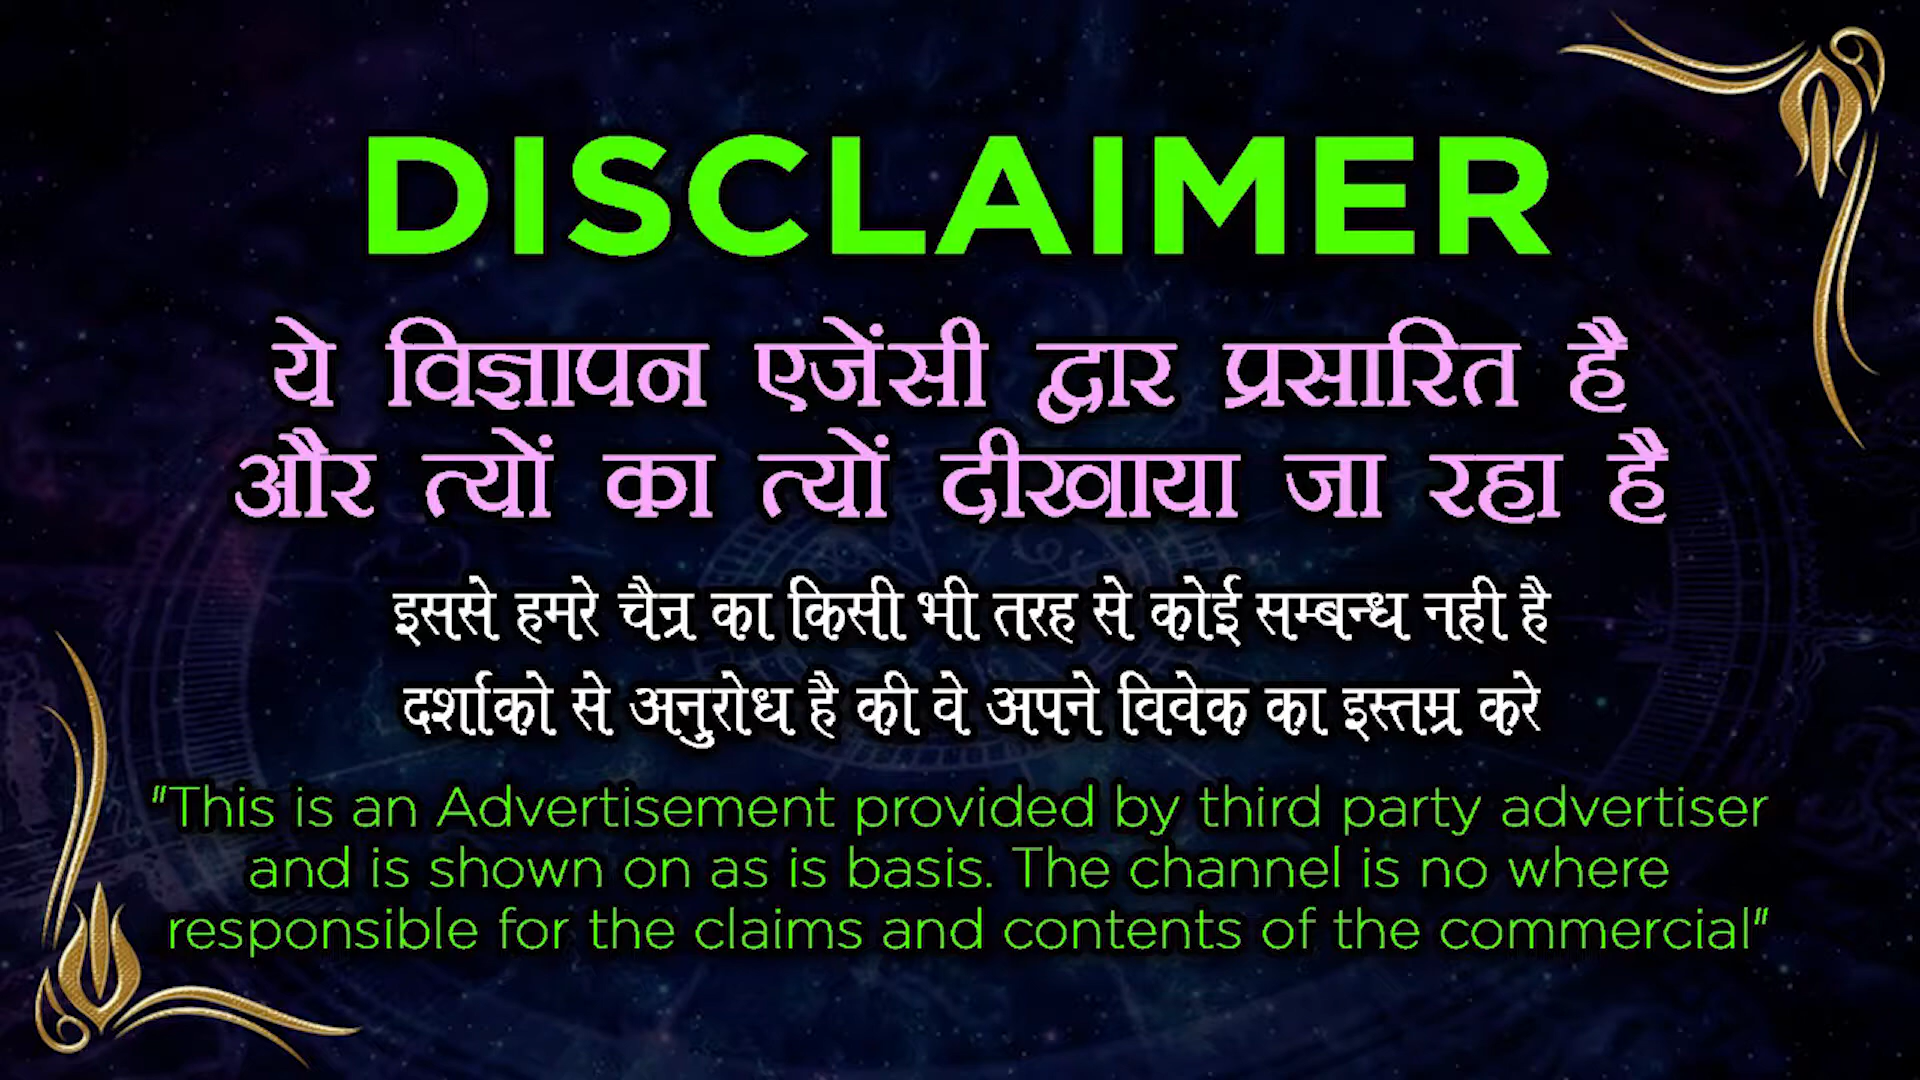 DISCLAIMER
ये विज्ञापन एजेंसी द्वार प्रसारित है
और त्यों का त्यों दीखाया जा रहा है
इससे हमरे चैन्र का किसी भी तरह से कोई सम्बन्ध नही है
दर्शाको से अनुरोध है की वे अपने विवेक का इस्तम्र करे
"This is an Advertisement provided by third party advertiser
and is shown on as is basis. The channel is no where
responsible for the claims and contents of the commercial"